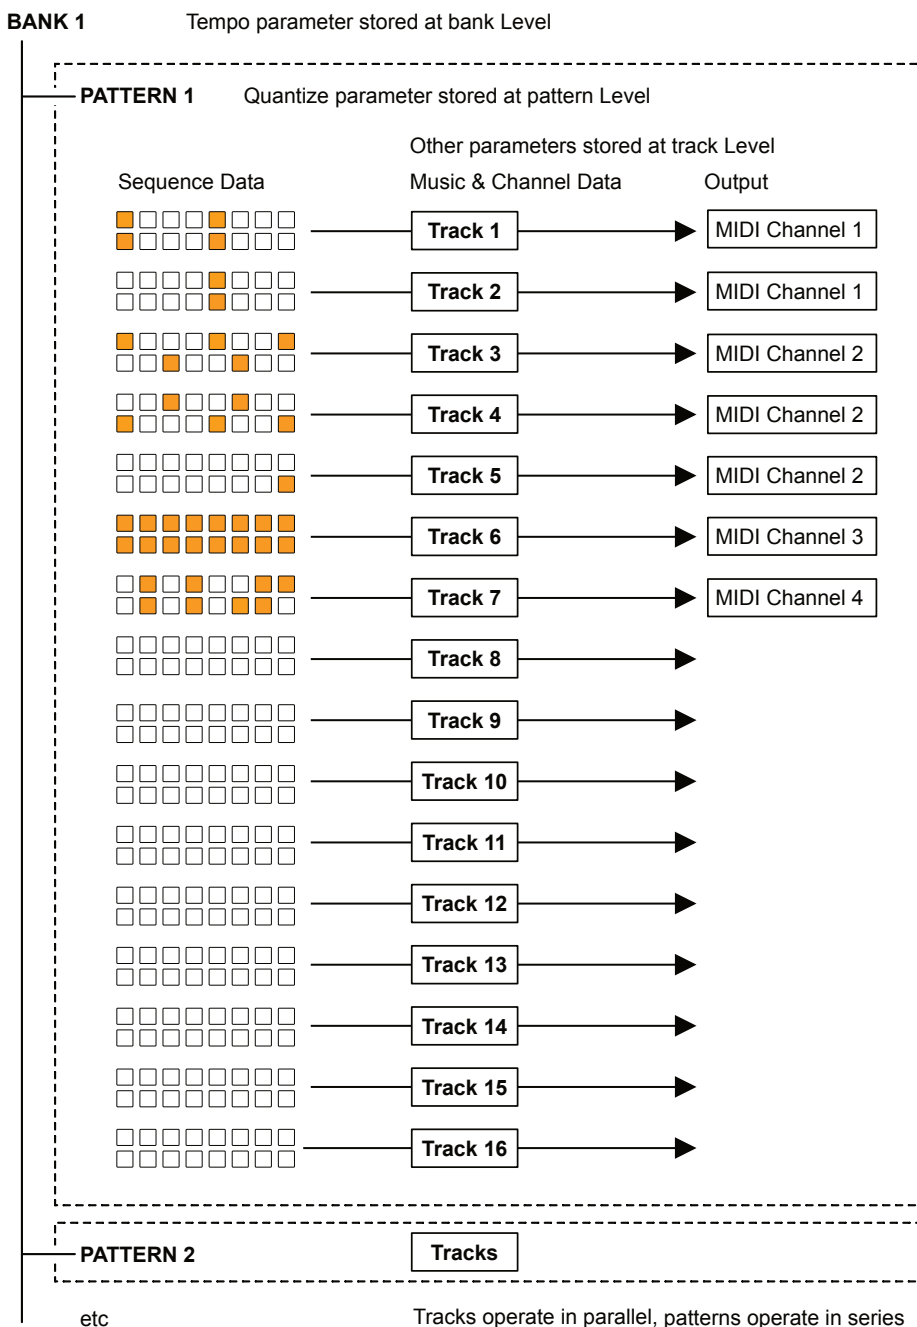 BANK 1 Tempo parameter stored at bank Level
PATTERN 1 Quantize parameter stored at pattern Level
Other parameters stored at track Level
Sequence Data Music & Channel Data Output
Track 1 MIDI Channel 1
Track 2 MIDI Channel 1
Track 3 MIDI Channel 2
Track 4 MIDI Channel 2
Track 5 MIDI Channel 2
Track 6 MIDI Channel 3
Track 7 MIDI Channel 4
Track 8
Track 9
Track 10
Track 11
Track 12
Track 13
Track 14
Track 15
Track 16
PATTERN 2 Tracks
etc Tracks operate in parallel, patterns operate in series